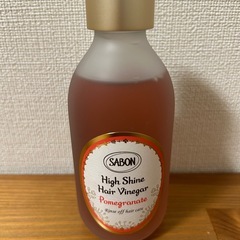 SABON
High Shine
Hair Vinegar
Pomegranate
Rinse off hair care